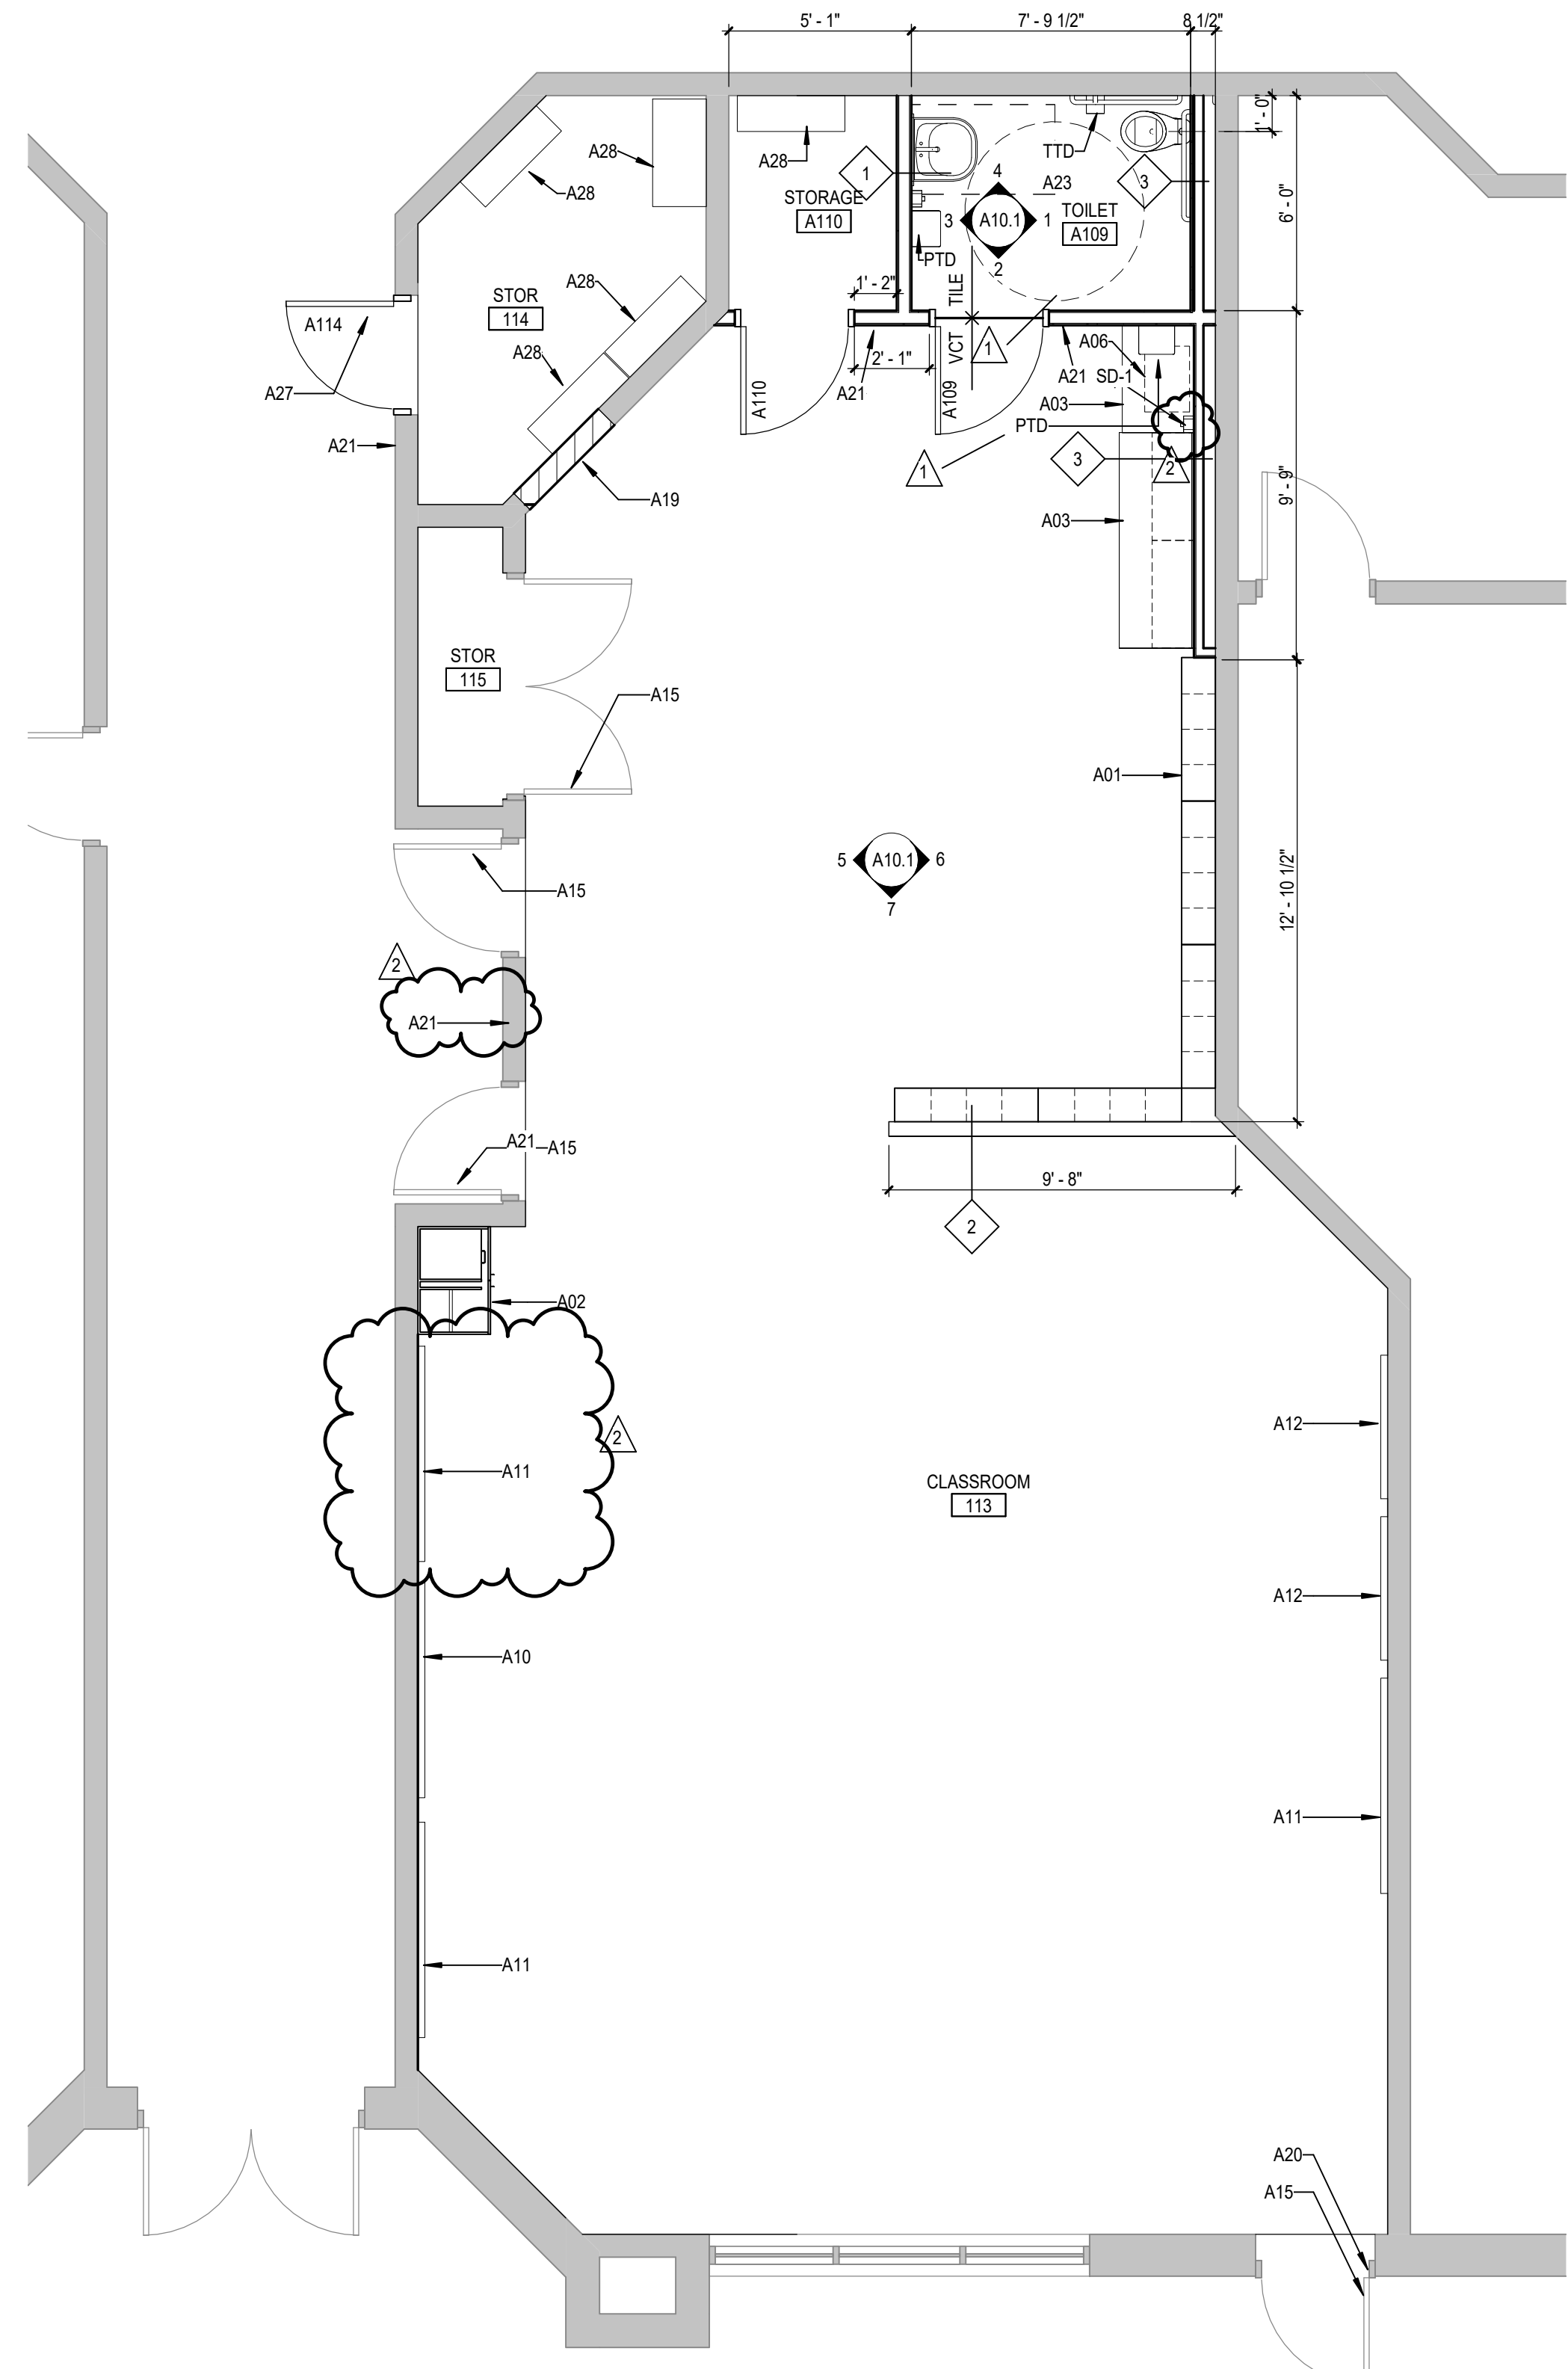 5' - 1" 7' - 9 1/2" 8 1/2"
1' - 0"
A28
A28
A28
TTD
1
4
A23
3
STORAGE
A110
TOILET
A109
3
A10.1
1
2
PTD
6' - 0"
1' - 2"
TILE
A28
STOR
114
A114
A28
A27
VCT
1
A06
2' - 1"
A21
A21
SD-1
A110
A109
A03
PTD
A21
1
3
2
A19
9' - 9"
A03
STOR
115
A15
A01
5
A10.1
6
7
A15
12' - 10 1/2"
2
A21
A21
A15
9' - 8"
2
A02
A12
2
A11
CLASSROOM
113
A12
A10
A11
A11
A20
A15